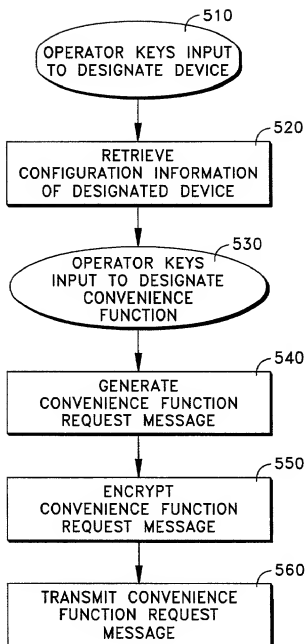 510
OPERATOR KEYS INPUT
TO DESIGNATE DEVICE
520
RETRIEVE
CONFIGURATION INFORMATION
OF DESIGNATED DEVICE
530
OPERATOR KEYS
INPUT TO DESIGNATE
CONVENIENCE
FUNCTION
540
GENERATE
CONVENIENCE FUNCTION
REQUEST MESSAGE
550
ENCRYPT
CONVENIENCE FUNCTION
REQUEST MESSAGE
560
TRANSMIT CONVENIENCE
FUNCTION REQUEST
MESSAGE